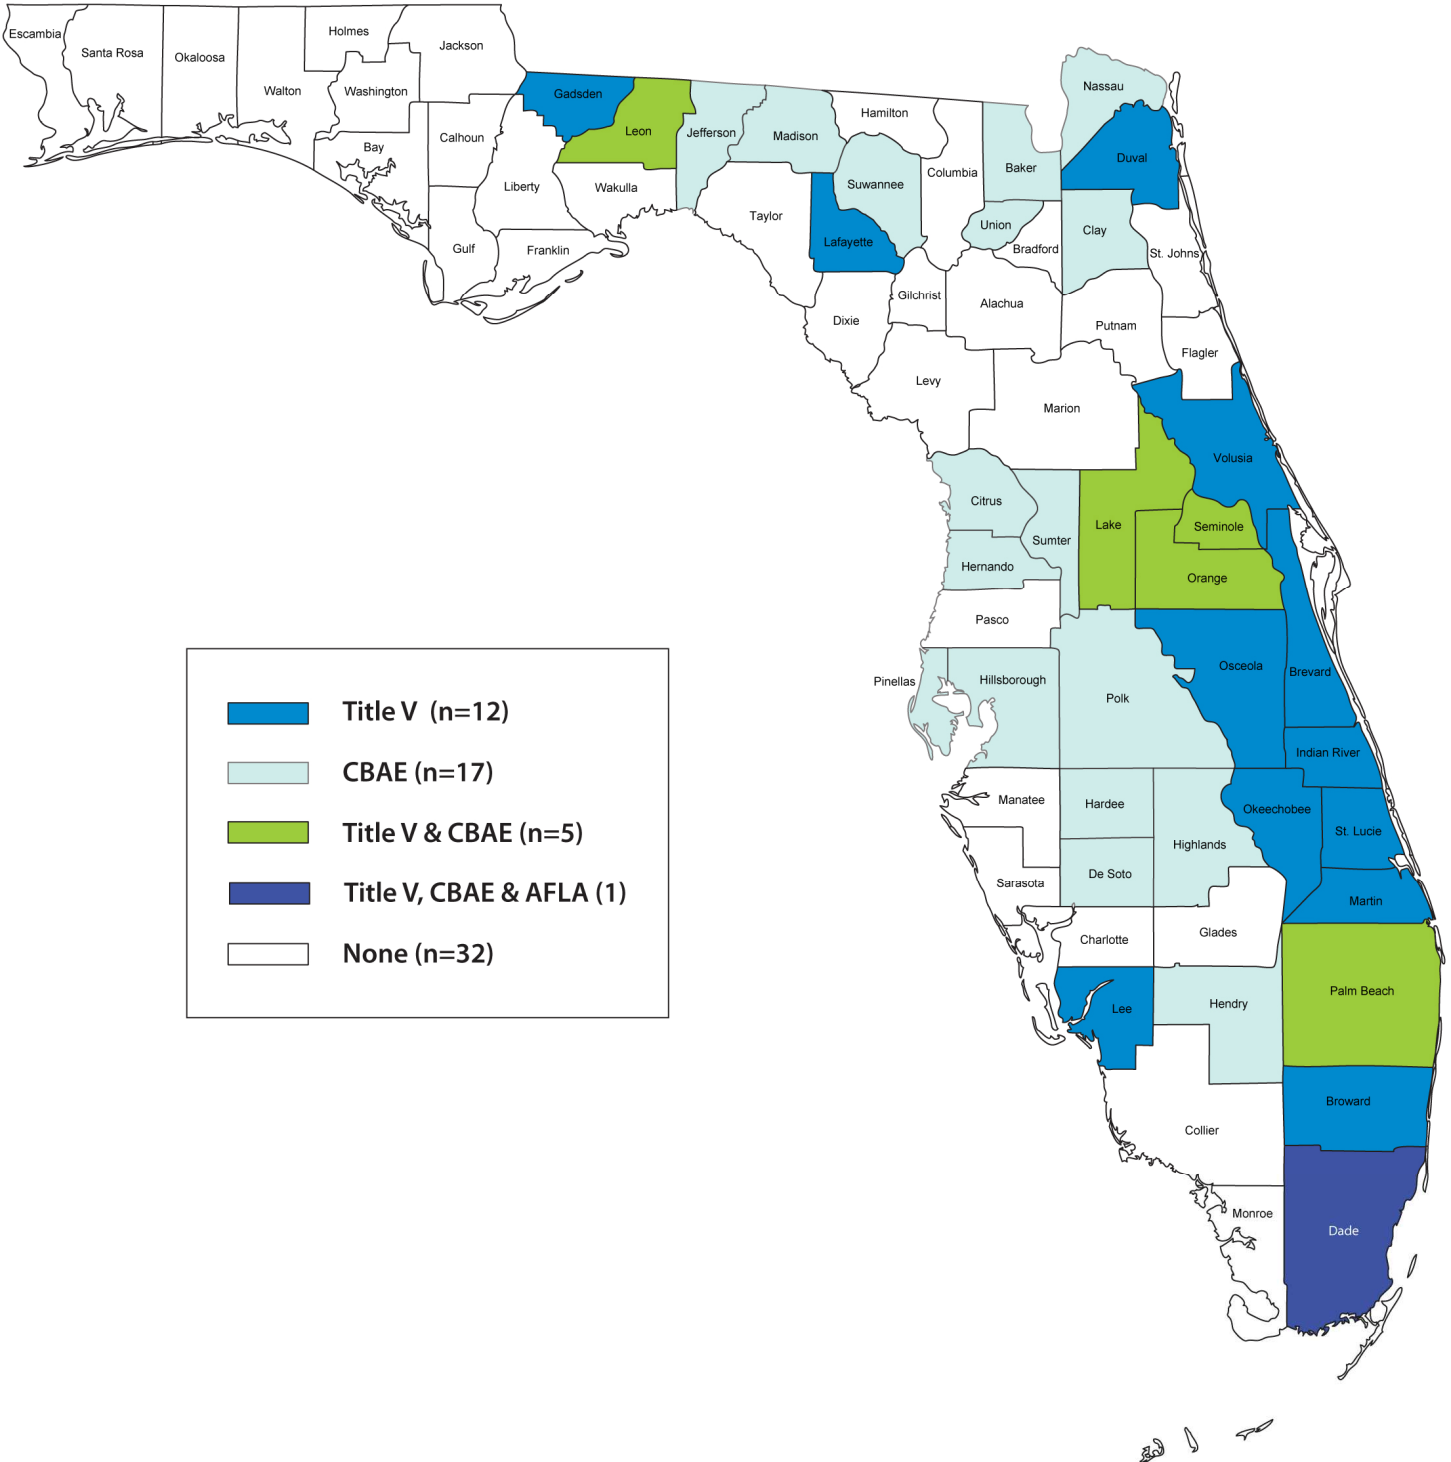 Escambia
Santa Rosa
Okaloosa
Walton
Holmes
Washington
Jackson
Bay
Calhoun
Gulf
Liberty
Franklin
Gadsden
Leon
Wakulla
Jefferson
Madison
Taylor
Hamilton
Suwannee
Lafayette
Columbia
Baker
Nassau
Duval
Union
Bradford
Clay
St. Johns
Gilchrist
Dixie
Alachua
Putnam
Flagler
Levy
Marion
Volusia
Citrus
Sumter
Lake
Seminole
Hernando
Orange
Pasco
Pinellas
Hillsborough
Polk
Osceola
Brevard
Indian River
Manatee
Hardee
Highlands
Okeechobee
St. Lucie
Sarasota
De Soto
Martin
Charlotte
Glades
Lee
Hendry
Palm Beach
Broward
Collier
Monroe
Dade
Title V (n=12)
CBAE (n=17)
Title V & CBAE (n=5)
Title V, CBAE & AFLA (1)
None (n=32)